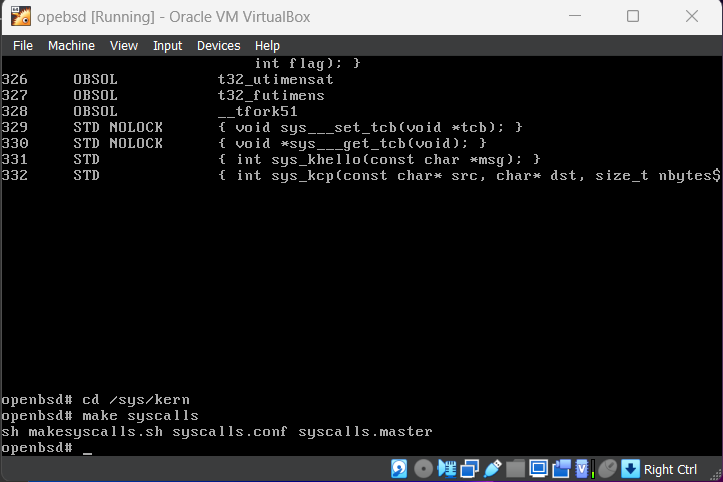 opebsd [Running] - Oracle VM VirtualBox
File Machine View Input Devices Help
int flag); }
326 OBSOL t32_utimensat
327 OBSOL t32_futimens
328 OBSOL __tfork51
329 STD NOLOCK { void sys___set_tcb(void *tcb); }
330 STD NOLOCK { void *sys___get_tcb(void); }
331 STD { int sys_khello(const char *msg); }
332 STD { int sys_kcp(const char* src, char* dst, size_t nbytes$
openbsd# cd /sys/kern
openbsd# make syscalls
sh makesyscalls.sh syscalls.conf syscalls.master
openbsd# _
Right Ctrl